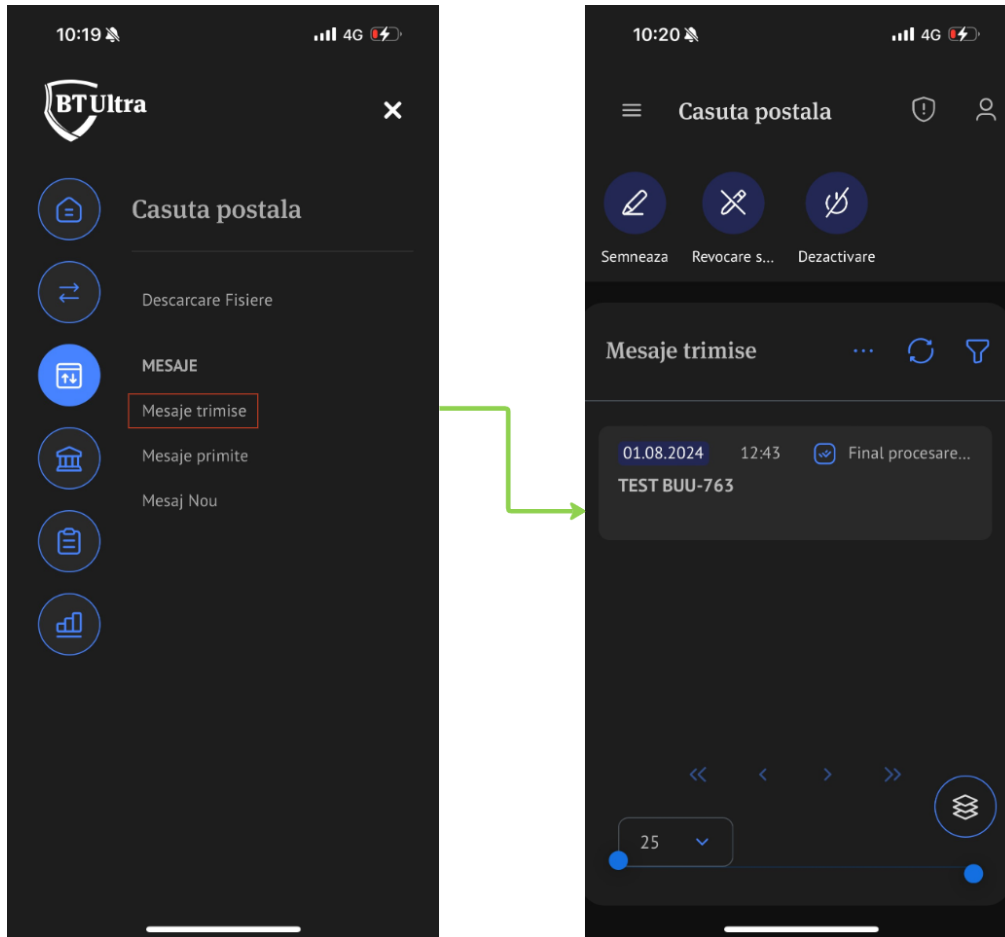 10:19 4G
BT Ultra
Casuta postala
Descarcare Fisiere
MESAJE
Mesaje trimise
Mesaje primite
Mesaj Nou
10:20 4G
Casuta postala
Semneaza Revocare s... Dezactivare
Mesaje trimise
01.08.2024 12:43 Final procesare...
TEST BUU-763
25